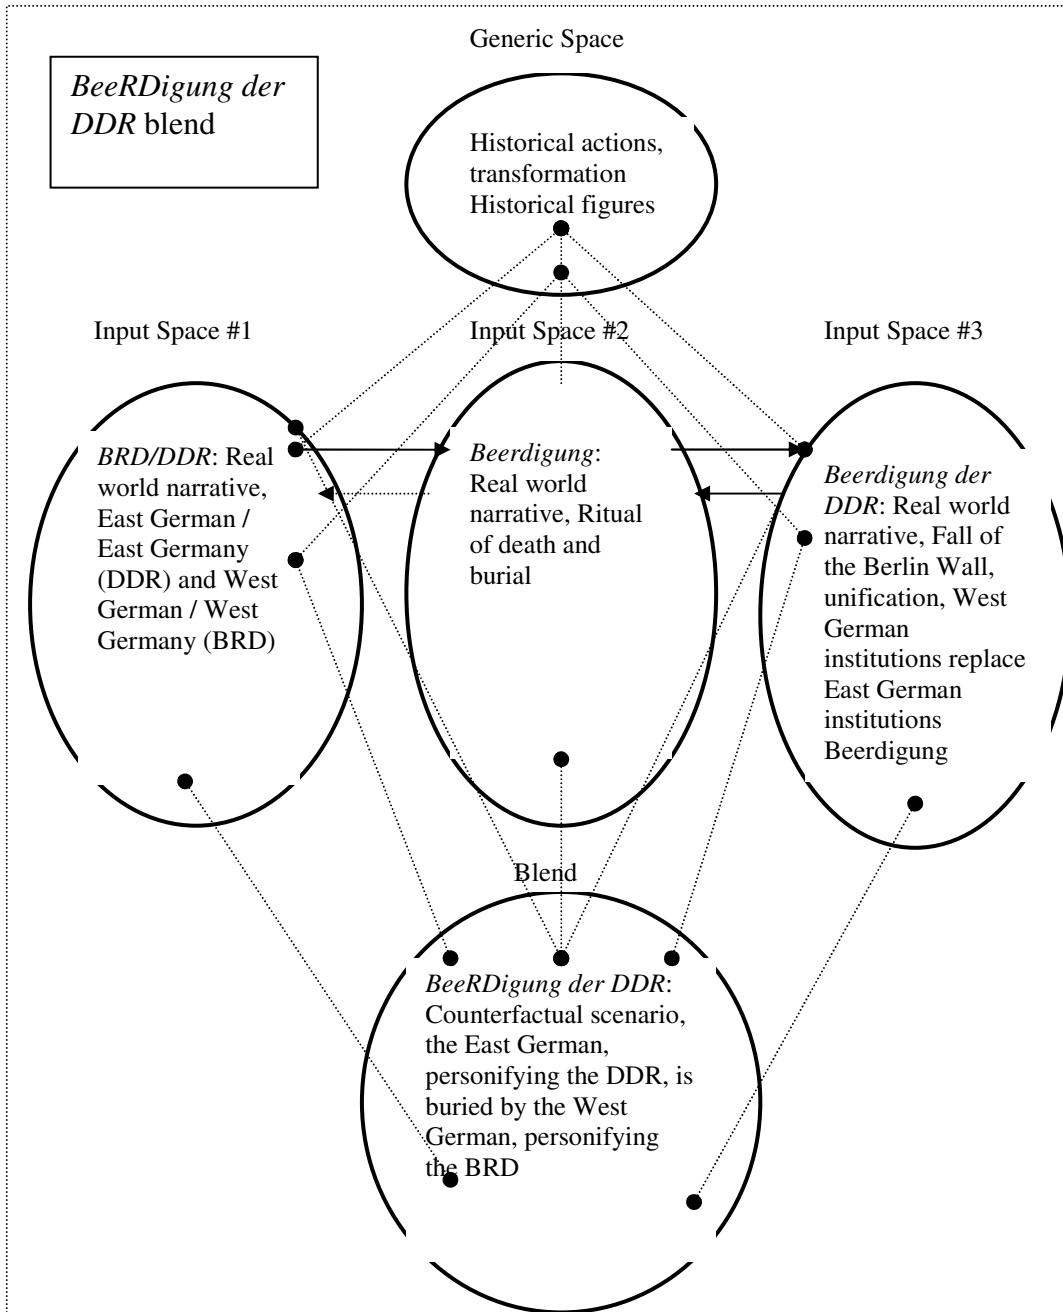 BeeRDigung der
DDR blend
Generic Space
Historical actions,
transformation
Historical figures
Input Space #1
Input Space #2
Input Space #3
BRD/DDR: Real
world narrative,
East German /
East Germany
(DDR) and West
German / West
Germany (BRD)
Beerdigung:
Real world
narrative, Ritual
of death and
burial
Beerdigung der
DDR: Real world
narrative, Fall of
the Berlin Wall,
unification, West
German
institutions replace
East German
institutions
Beerdigung
Blend
BeeRDigung der DDR:
Counterfactual scenario,
the East German,
personifying the DDR, is
buried by the West
German, personifying
the BRD